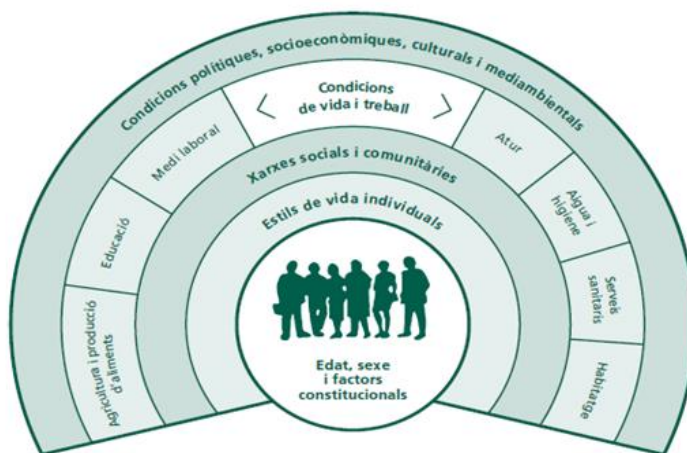 Condicions polítiques, socioeconòmiques, culturals i mediambientals
Condicions
de vida i treball
Medi laboral
Educació
Agricultura i producció
d'aliments
Atur
Aigua i
higiene
Serveis
sanitàris
Habitatge
Xarxes socials i comunitàries
Estils de vida individuals
Edat, sexe
i factors
constitucionals